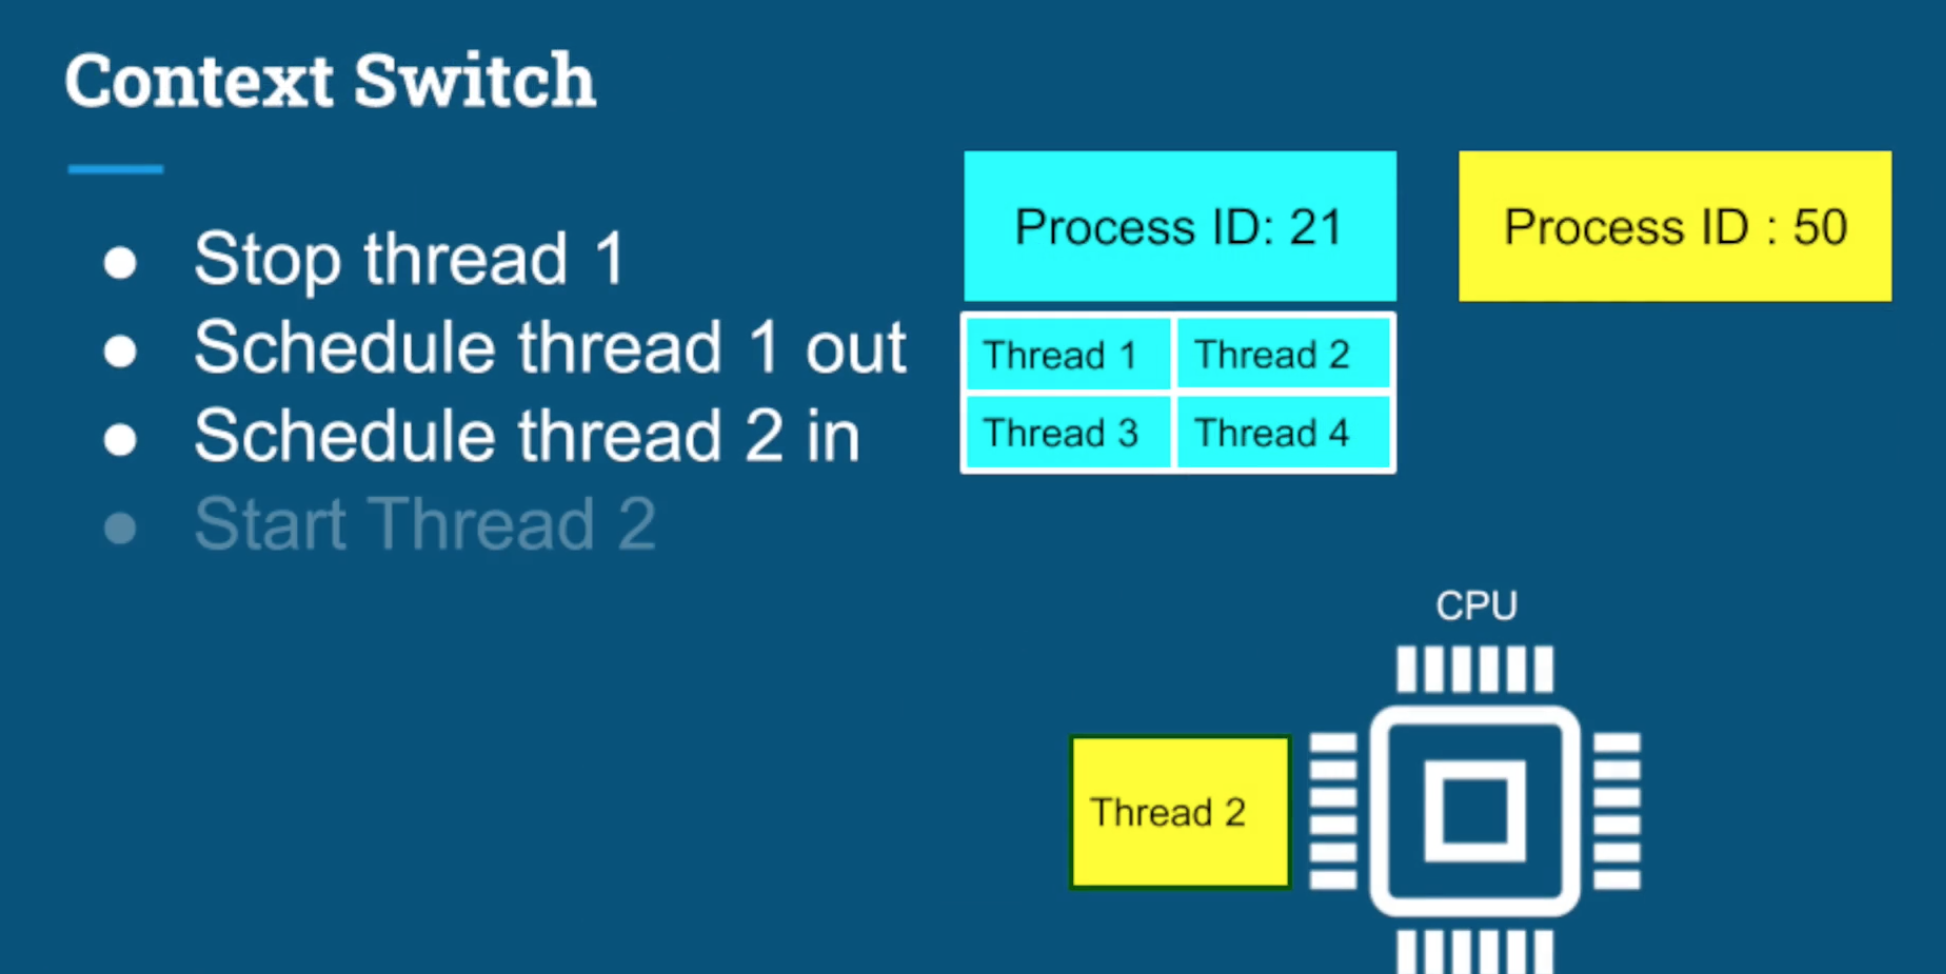 Context Switch
Stop thread 1
Schedule thread 1 out
Schedule thread 2 in
Start Thread 2
Process ID: 21
Process ID : 50
Thread 1
Thread 2
Thread 3
Thread 4
CPU
Thread 2